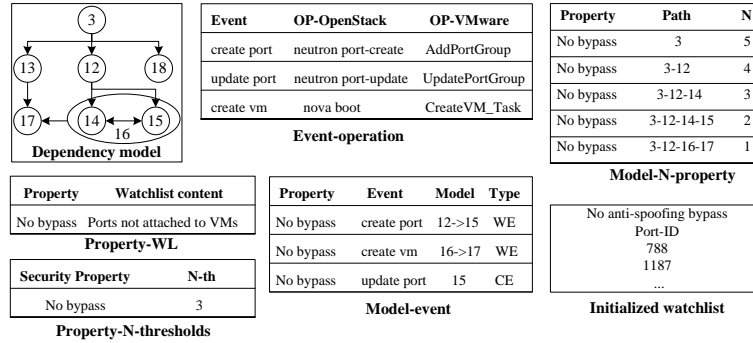 3
13
12
18
17
14
15
16
Dependency model
Event OP-OpenStack OP-VMware
create port neutron port-create AddPortGroup
update port neutron port-update UpdatePortGroup
create vm nova boot CreateVM_Task
Event-operation
Property Path N
No bypass 3 5
No bypass 3-12 4
No bypass 3-12-14 3
No bypass 3-12-14-15 2
No bypass 3-12-16-17 1
Model-N-property
Property Watchlist content
No bypass Ports not attached to VMs
Property-WL
Security Property N-th
No bypass 3
Property-N-thresholds
Property Event Model Type
No bypass create port 12->15 WE
No bypass create vm 16->17 WE
No bypass update port 15 CE
Model-event
No anti-spoofing bypass
Port-ID
788
1187
...
Initialized watchlist